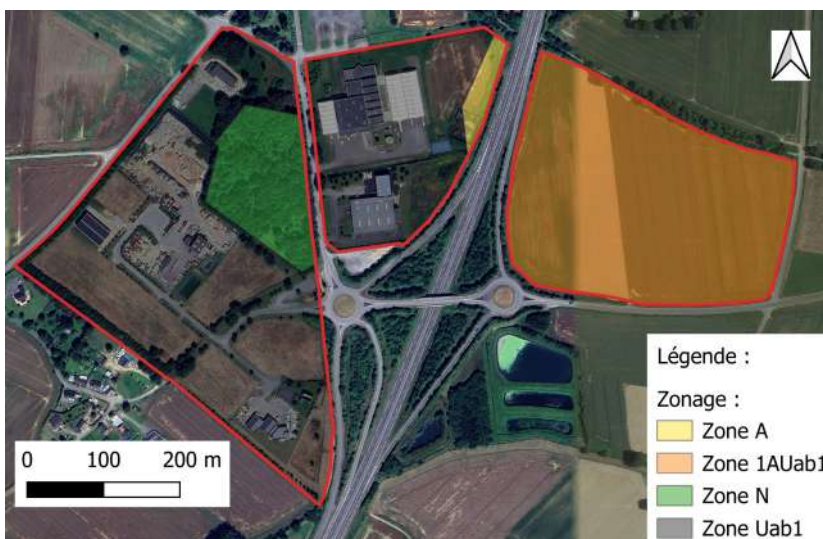 Légende :
Zonage :
Zone A
Zone 1AUab1
Zone N
Zone Uab1
0 100 200 m